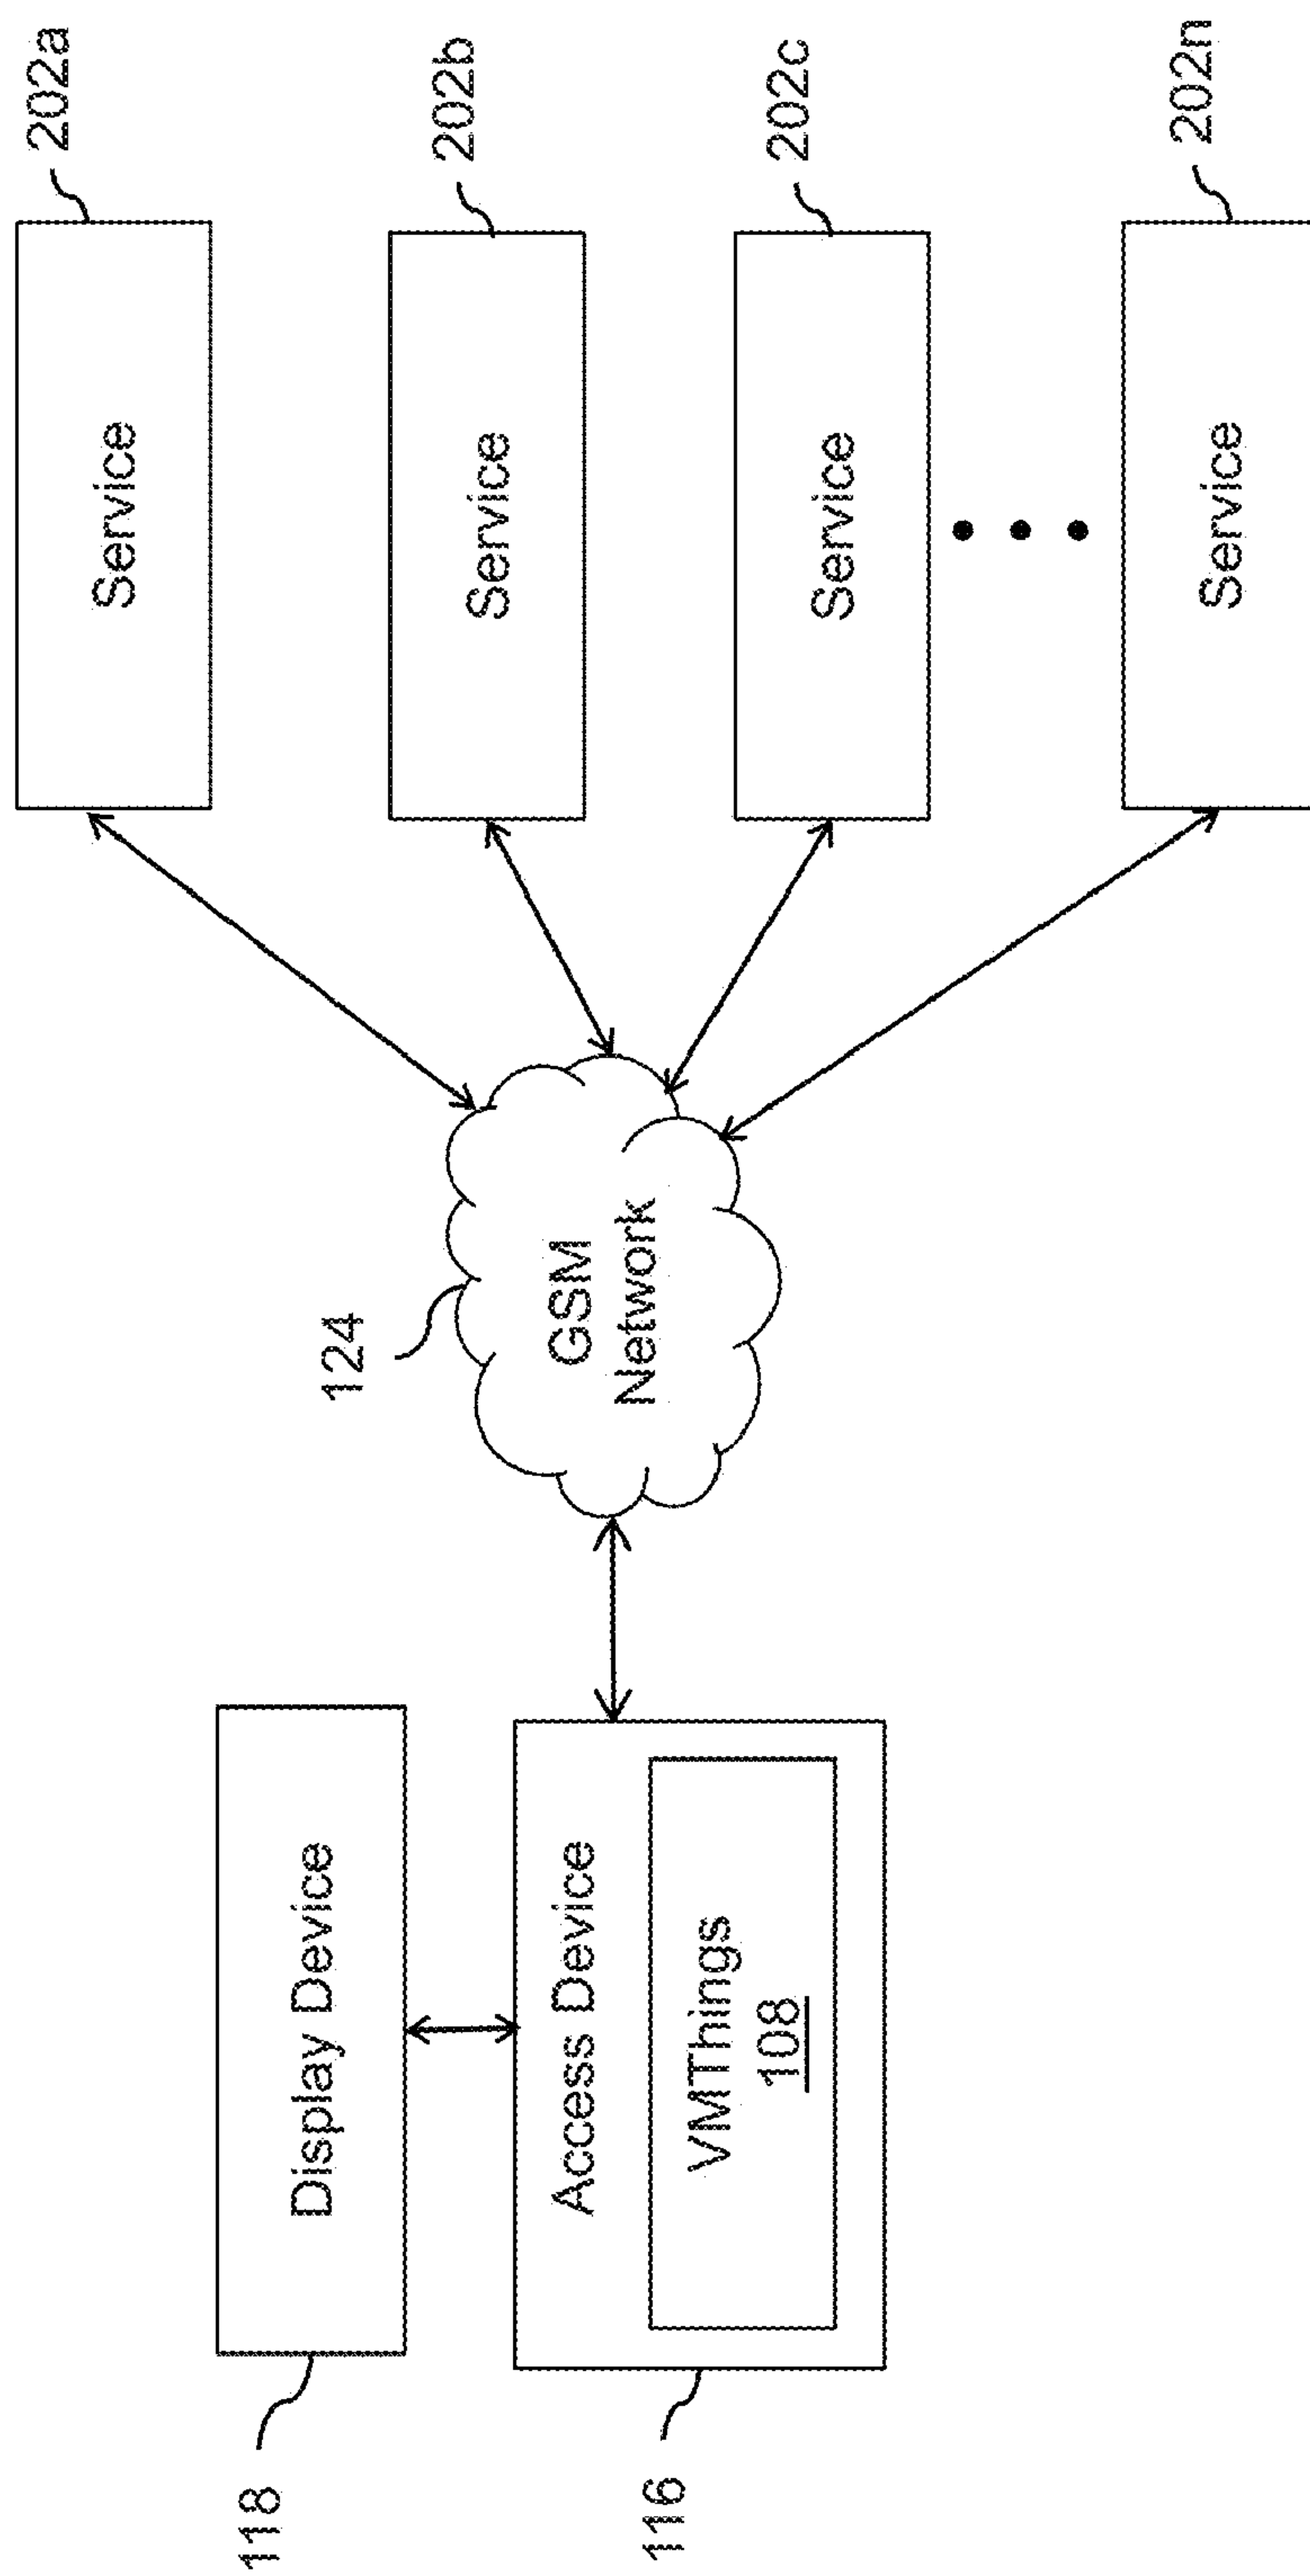 202a
Service
202b
Service
202c
Service
202n
Service
124
GSM
Network
Display Device
118
Access Device
VMThings
108
116